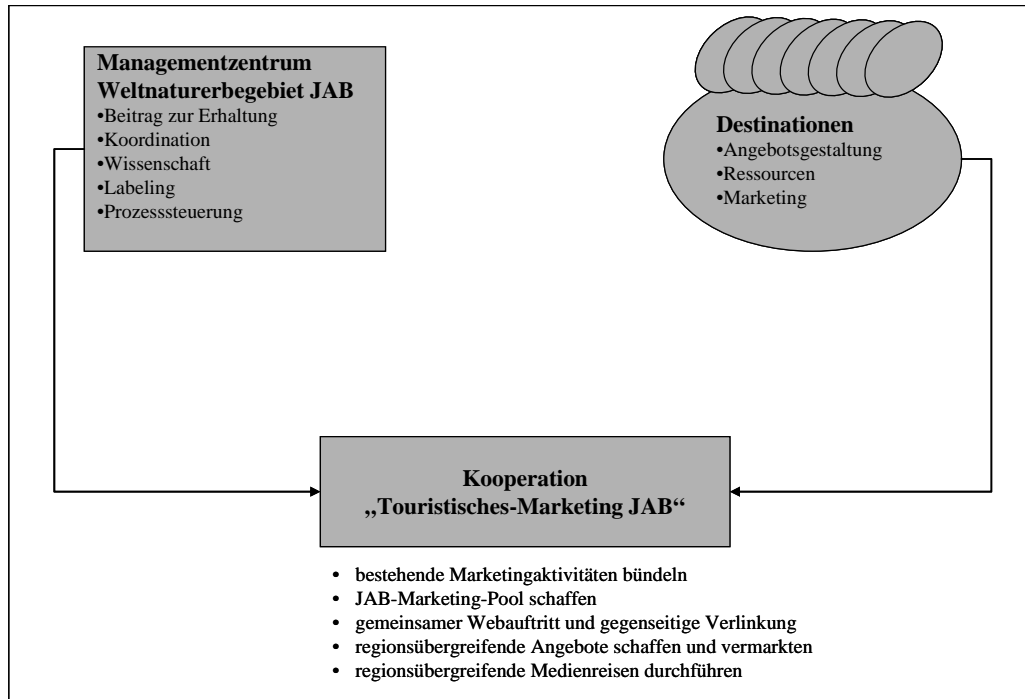 Managementzentrum
Weltnaturerbegebiet JAB
•Beitrag zur Erhaltung
•Koordination
•Wissenschaft
•Labeling
•Prozesssteuerung
Destinationen
•Angebotsgestaltung
•Ressourcen
•Marketing
Kooperation
„Touristisches-Marketing JAB“
• bestehende Marketingaktivitäten bündeln
• JAB-Marketing-Pool schaffen
• gemeinsamer Webauftritt und gegenseitige Verlinkung
• regionsübergreifende Angebote schaffen und vermarkten
• regionsübergreifende Medienreisen durchführen